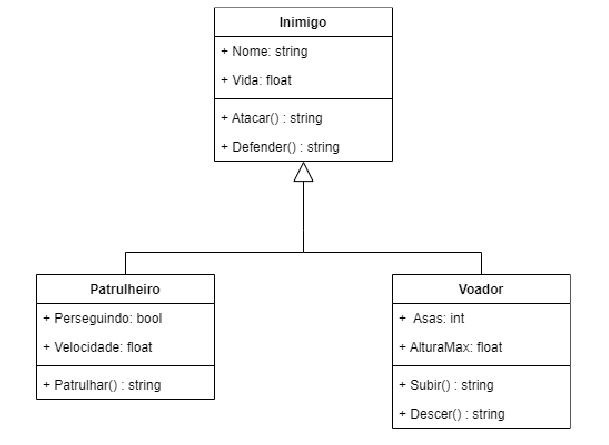 Inimigo
+ Nome: string
+ Vida: float
+ Atacar() : string
+ Defender() : string
Patrulheiro
+ Perseguindo: bool
+ Velocidade: float
+ Patrulhar() : string
Voador
+ Asas: int
+ AlturaMax: float
+ Subir() : string
+ Descer() : string